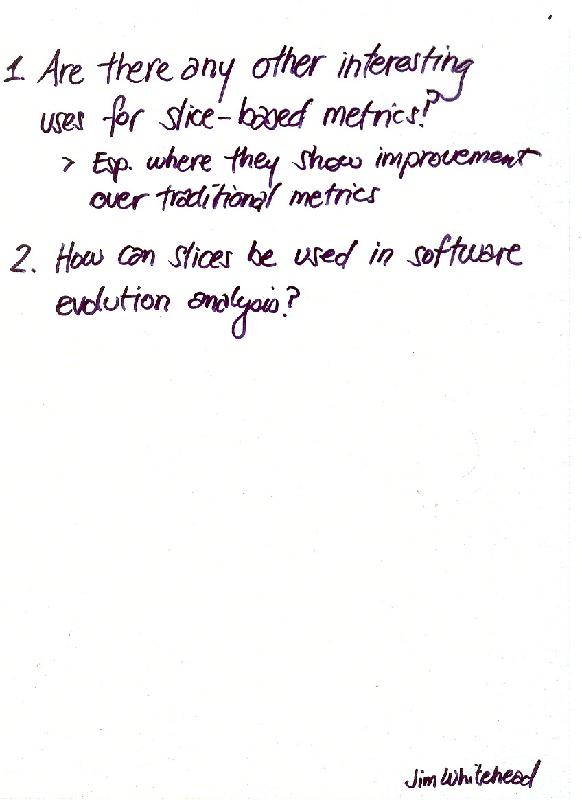 1 Are there any other interesting
uses for slice-based metrics?
> Esp. where they show improvement
over traditional metrics
2. How can slices be used in software
evolution analysis?
Jim Whitehead